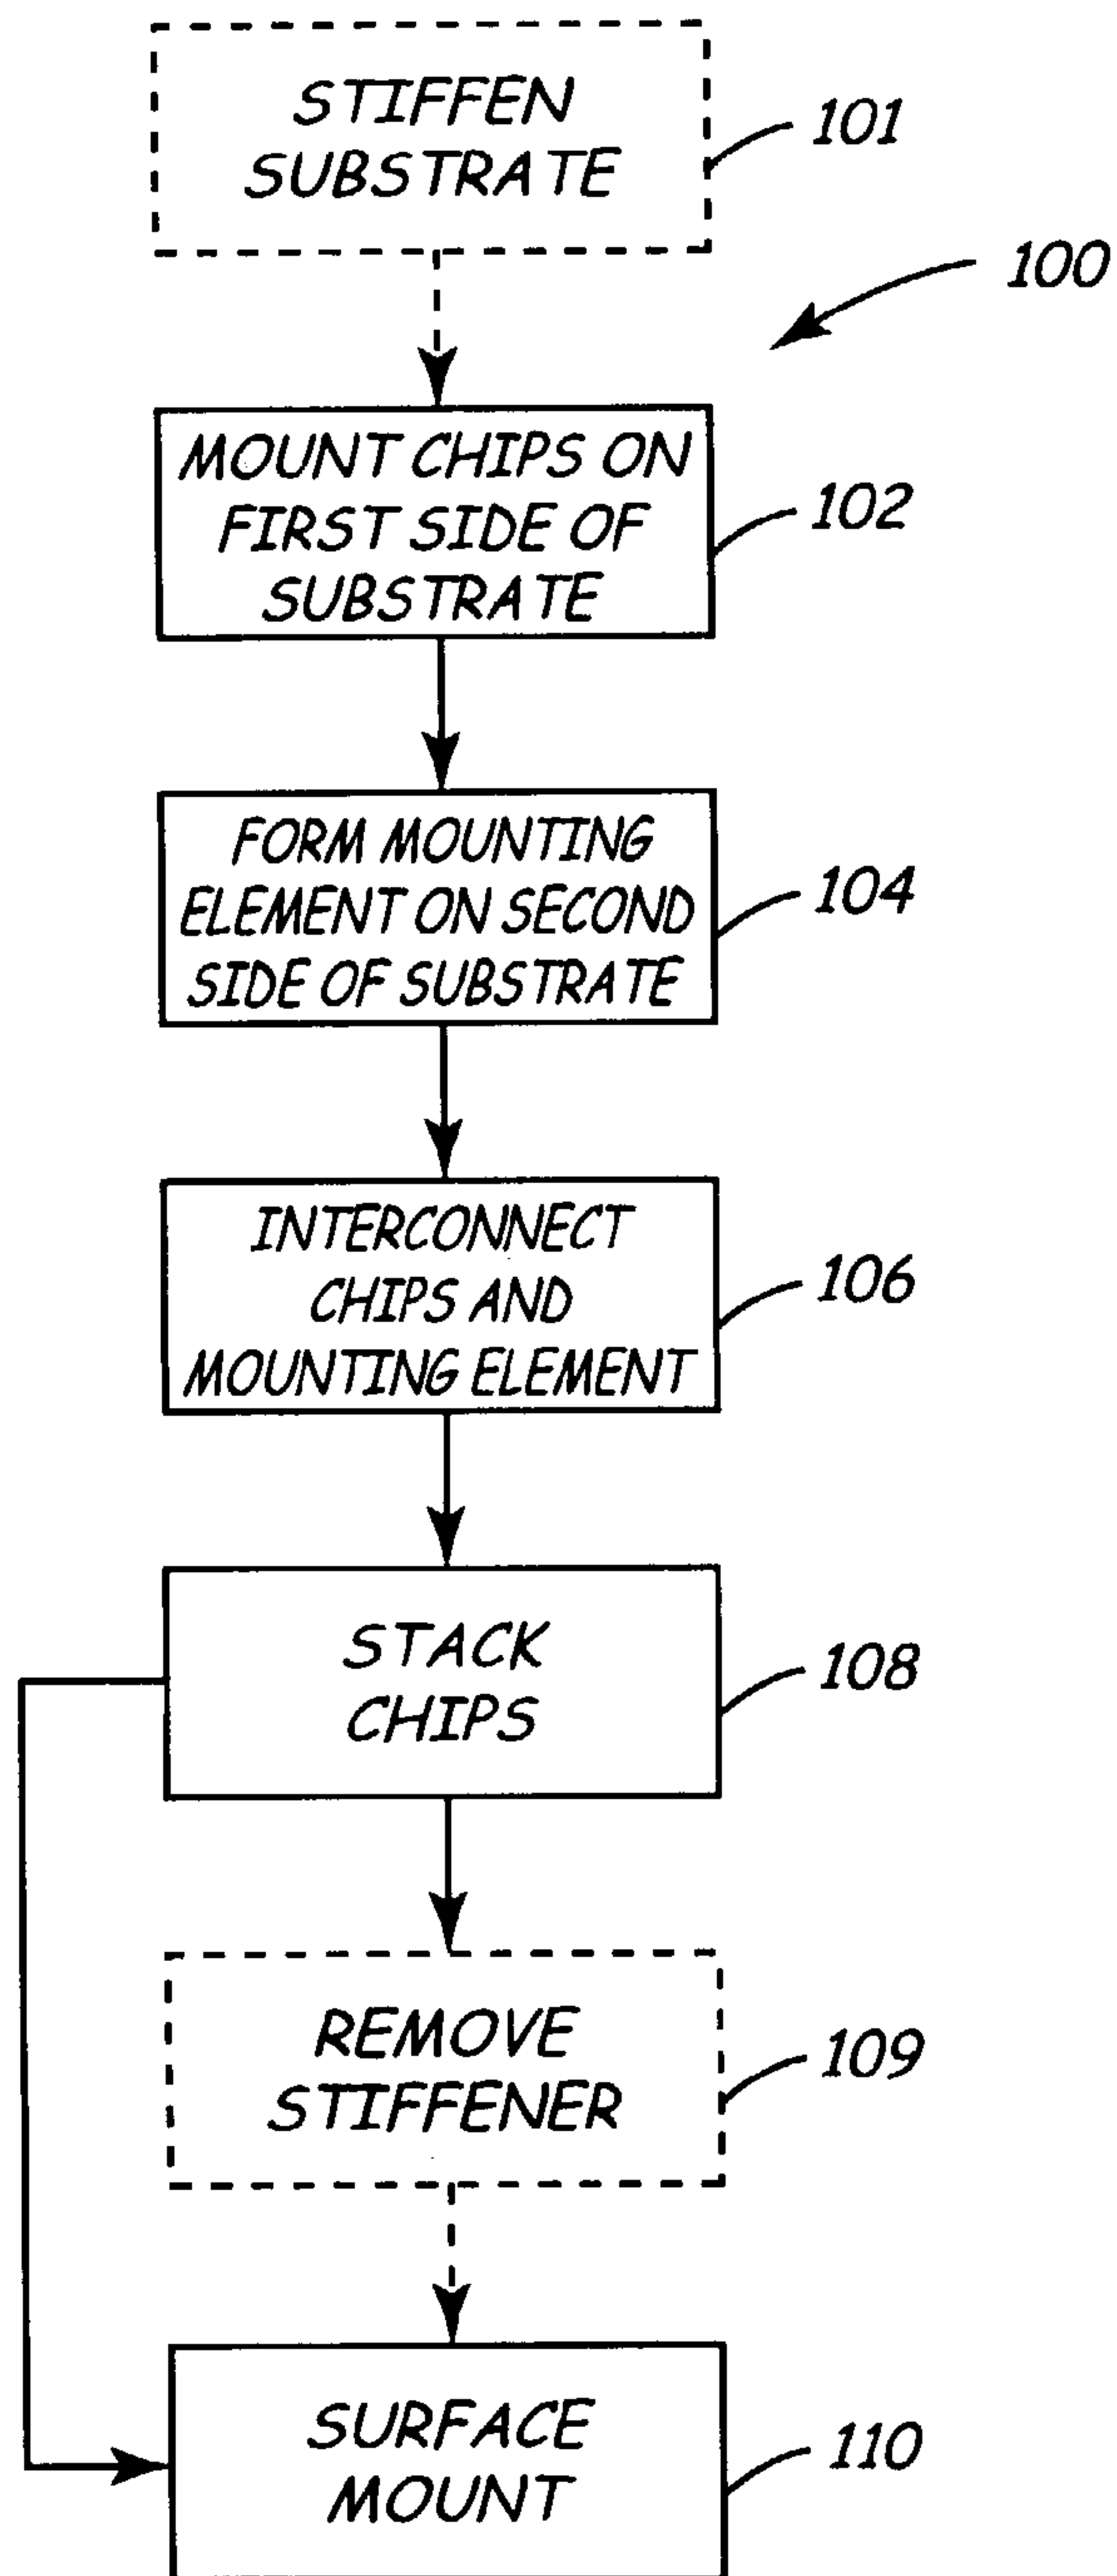 STIFFEN
SUBSTRATE
101
100
MOUNT CHIPS ON
FIRST SIDE OF
SUBSTRATE
102
FORM MOUNTING
ELEMENT ON SECOND
SIDE OF SUBSTRATE
104
INTERCONNECT
CHIPS AND
MOUNTING ELEMENT
106
STACK
CHIPS
108
REMOVE
STIFFENER
109
SURFACE
MOUNT
110